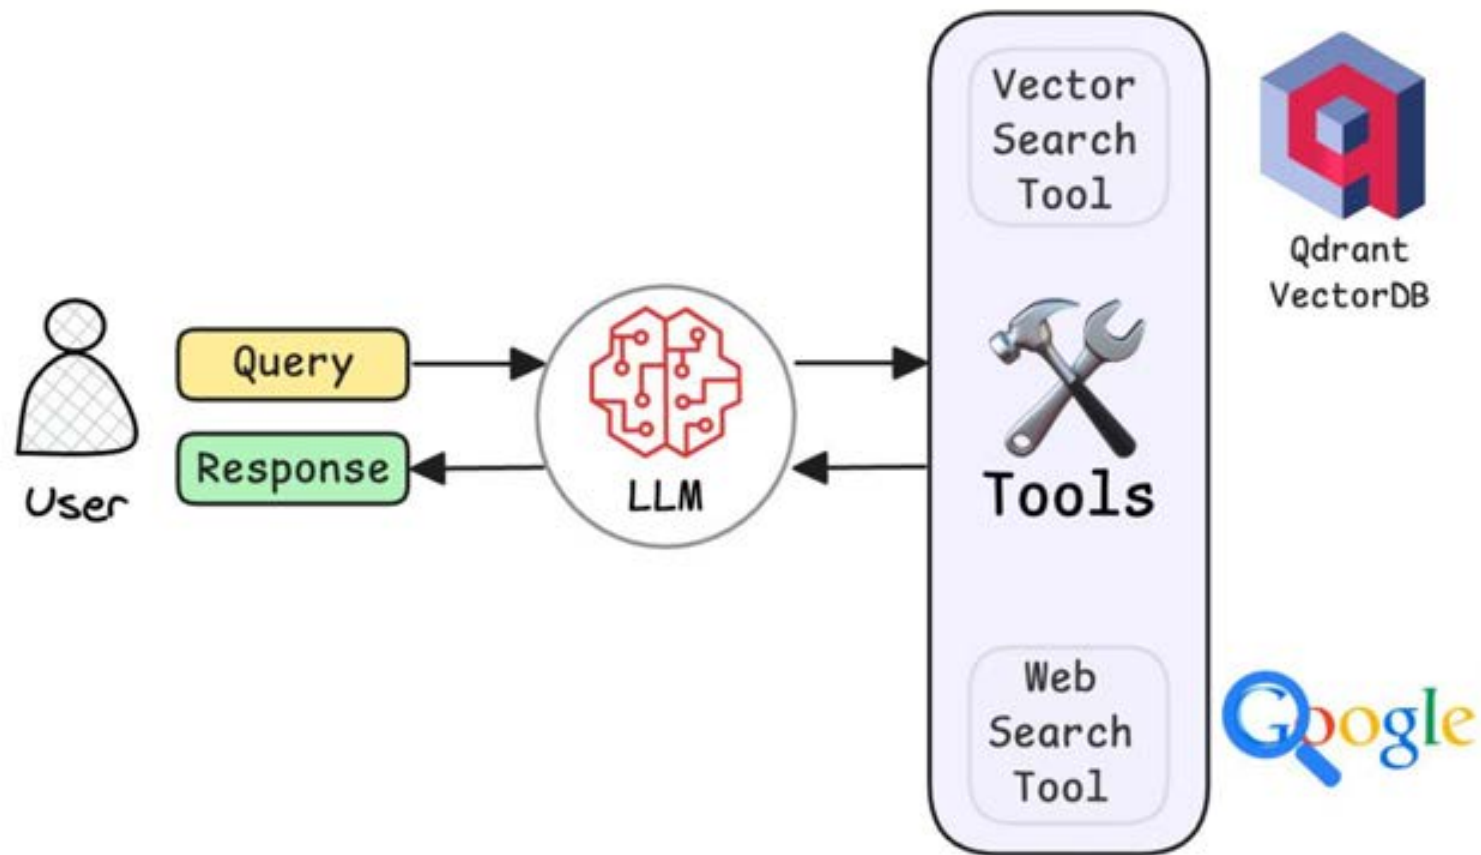 Vector
Search
Tool
Qdrant
VectorDB
Query
Response
User
LLM
Tools
Web
Search
Tool
Google